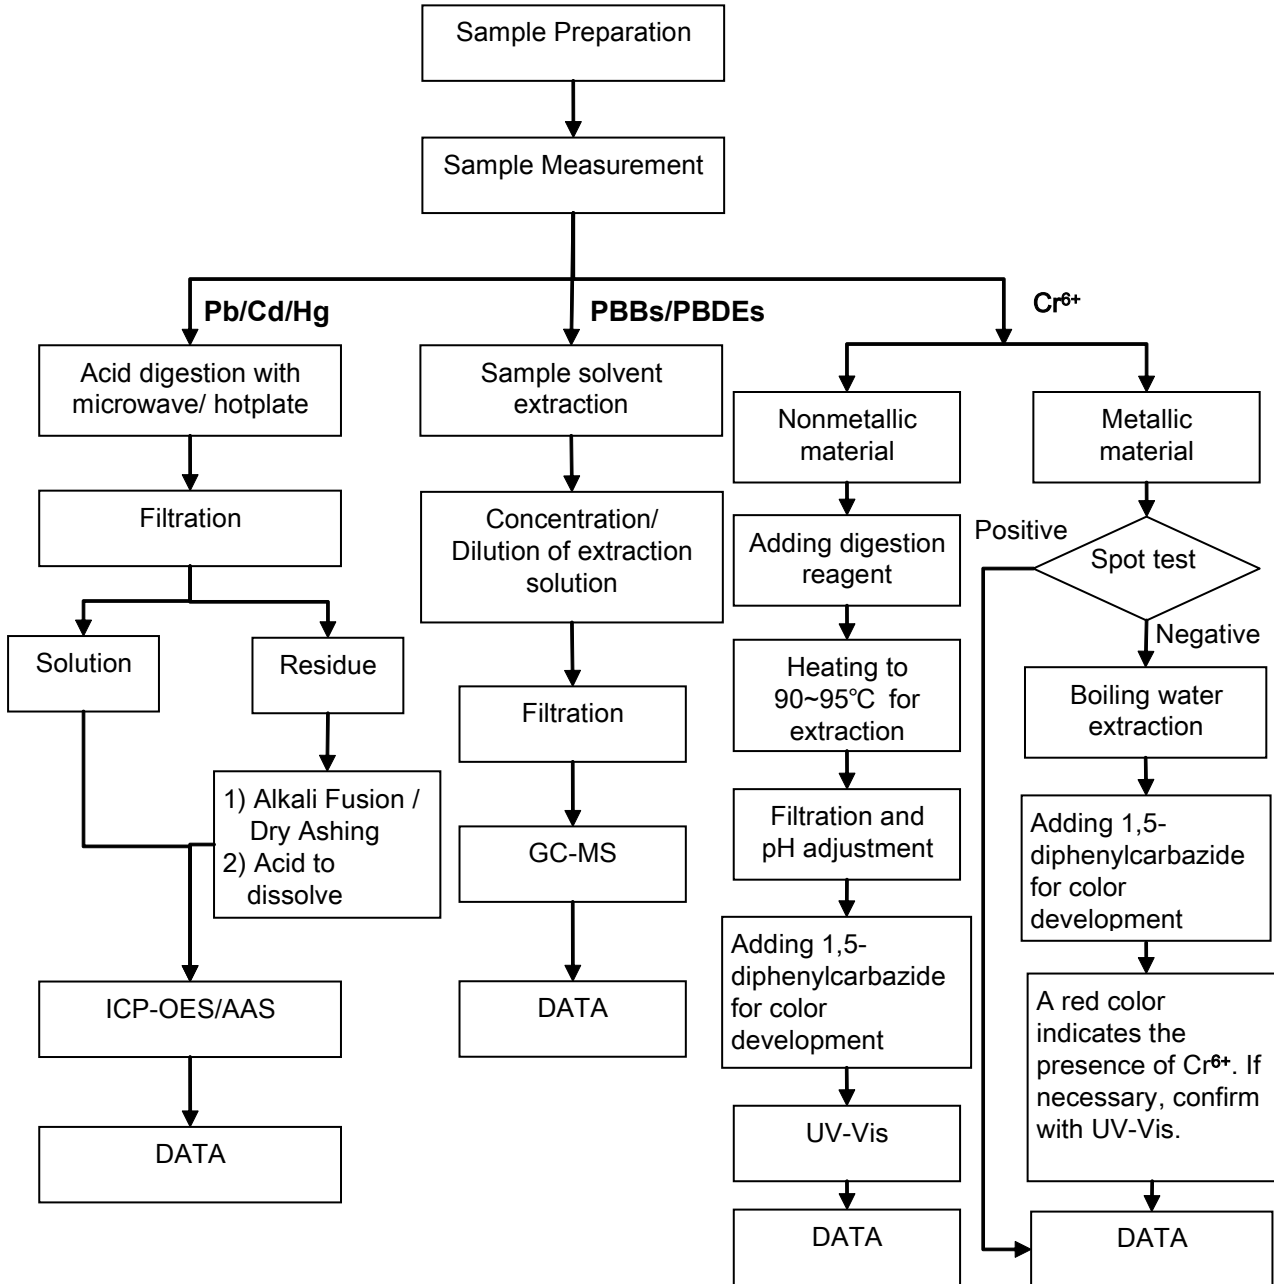 Sample Preparation
Sample Measurement
Pb/Cd/Hg
PBBs/PBDEs
Cr⁶⁺
Acid digestion with
microwave/ hotplate
Filtration
Solution
Residue
1) Alkali Fusion /
Dry Ashing
2) Acid to
dissolve
ICP-OES/AAS
DATA
Sample solvent
extraction
Concentration/
Dilution of extraction
solution
Filtration
GC-MS
DATA
Nonmetallic
material
Adding digestion
reagent
Heating to
90~95℃ for
extraction
Filtration and
pH adjustment
Adding 1,5-
diphenylcarbazide
for color
development
UV-Vis
DATA
Metallic
material
Positive
Spot test
Negative
Boiling water
extraction
Adding 1,5-
diphenylcarbazide
for color
development
A red color
indicates the
presence of Cr⁶⁺. If
necessary, confirm
with UV-Vis.
DATA